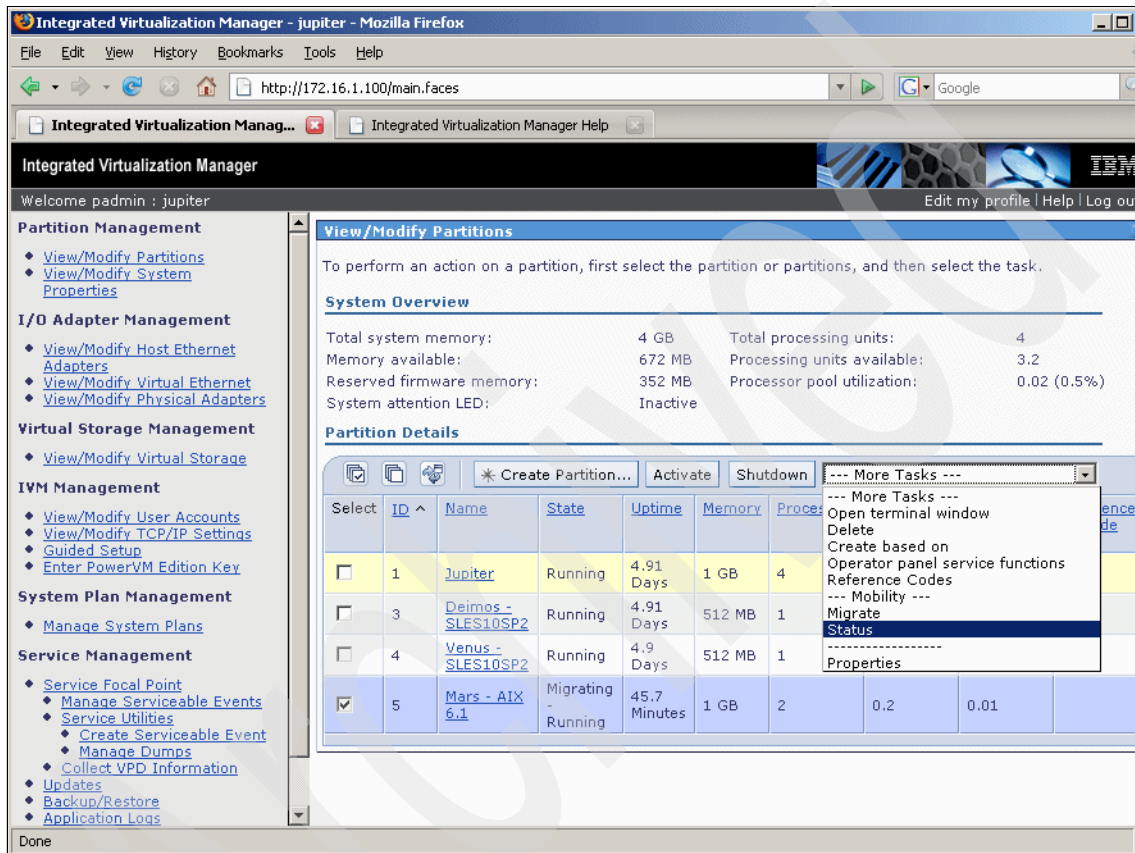 Integrated Virtualization Manager - jupiter - Mozilla Firefox
File Edit View History Bookmarks Tools Help
http://172.16.1.100/main.faces
G Google
Integrated Virtualization Manag... Integrated Virtualization Manager Help
Integrated Virtualization Manager
IBM
Welcome padmin : jupiter
Edit my profile | Help | Log ou
Partition Management
View/Modify Partitions
View/Modify System
Properties
I/O Adapter Management
View/Modify Host Ethernet
Adapters
View/Modify Virtual Ethernet
View/Modify Physical Adapters
Virtual Storage Management
View/Modify Virtual Storage
IVM Management
View/Modify User Accounts
View/Modify TCP/IP Settings
Guided Setup
Enter PowerVM Edition Key
System Plan Management
Manage System Plans
Service Management
Service Focal Point
Manage Serviceable Events
Service Utilities
Create Serviceable Event
Manage Dumps
Collect VPD Information
Updates
Backup/Restore
Application Logs
View/Modify Partitions
To perform an action on a partition, first select the partition or partitions, and then select the task.
System Overview
Total system memory: 4 GB Total processing units: 4
Memory available: 672 MB Processing units available: 3.2
Reserved firmware memory: 352 MB Processor pool utilization: 0.02 (0.5%)
System attention LED: Inactive
Partition Details
Create Partition... Activate Shutdown --- More Tasks ---
--- More Tasks ---
Open terminal window
Delete
Create based on
Operator panel service functions
Reference Codes
--- Mobility ---
Migrate
Status
------------------
Properties
Select ID ^ Name State Uptime Memory Proces
ence
de
1 Jupiter Running 4.91 Days 1 GB 4
3 Deimos - SLES10SP2 Running 4.91 Days 512 MB 1
4 Venus - SLES10SP2 Running 4.9 Days 512 MB 1
5 Mars - AIX 6.1 Migrating - Running 45.7 Minutes 1 GB 2 0.2 0.01
Done